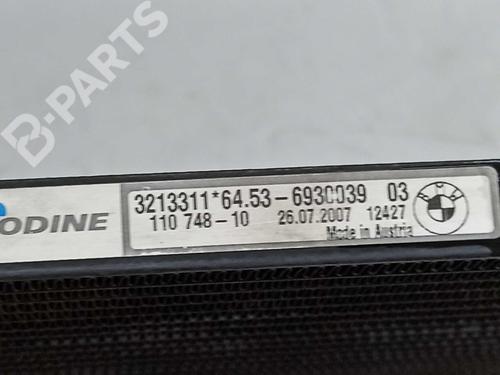 B-PARTS
ODINE
3213311*64.53-6930039 03
110 748-10 26.07.2007 12427
Made in Austria